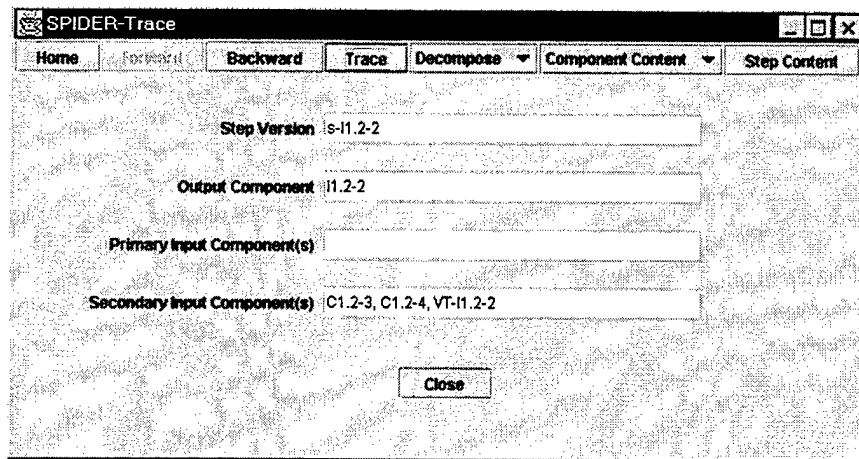 SPIDER-Trace
Home Forward Backward Trace Decompose Component Content Step Content
Step Version s-I1.2-2
Output Component I1.2-2
Primary Input Component(s)
Secondary Input Component(s) C1.2-3, C1.2-4, VT-I1.2-2
Close